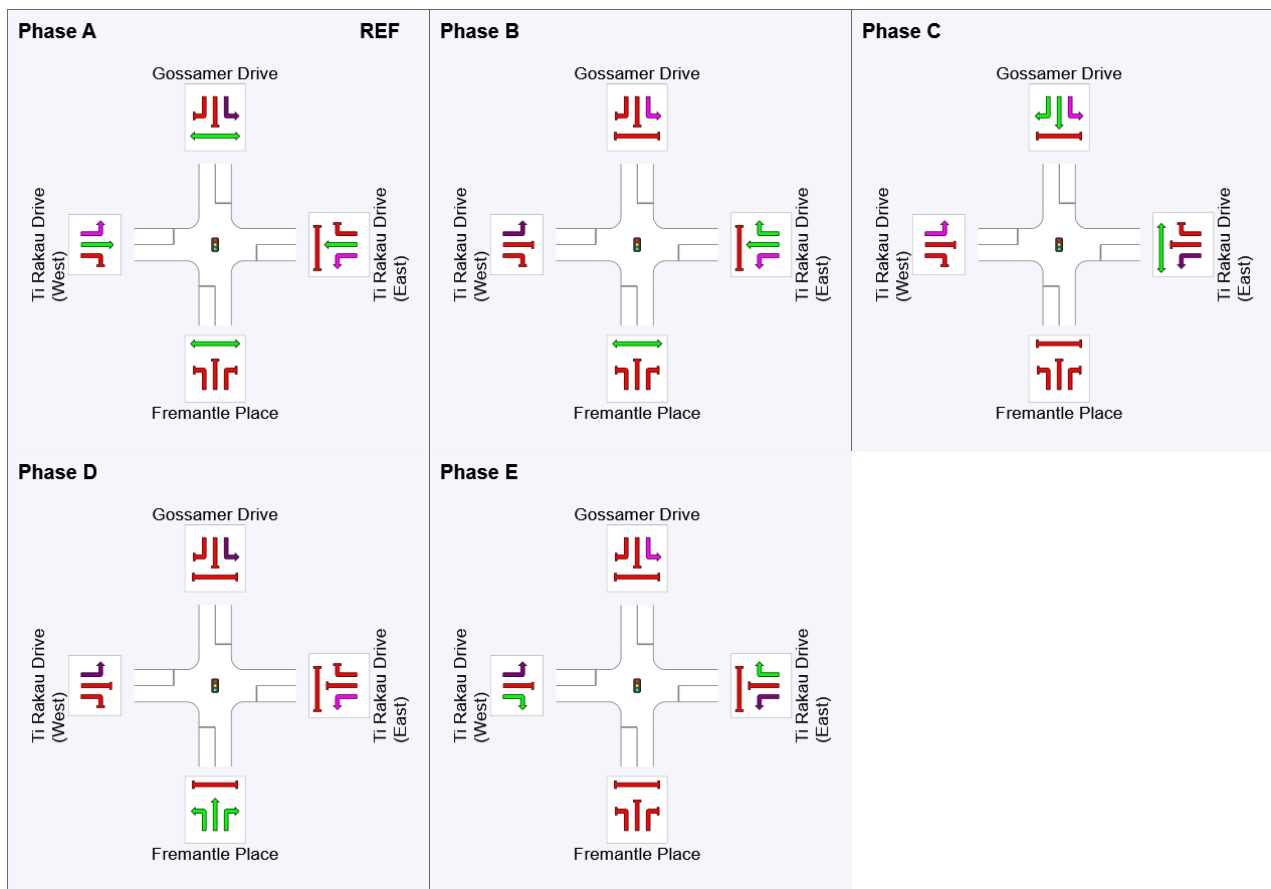 Phase A
REF
Gossamer Drive
Ti Rakau Drive
(West)
Ti Rakau Drive
(East)
Fremantle Place
Phase B
Gossamer Drive
Ti Rakau Drive
(West)
Ti Rakau Drive
(East)
Fremantle Place
Phase C
Gossamer Drive
Ti Rakau Drive
(West)
Ti Rakau Drive
(East)
Fremantle Place
Phase D
Gossamer Drive
Ti Rakau Drive
(West)
Ti Rakau Drive
(East)
Fremantle Place
Phase E
Gossamer Drive
Ti Rakau Drive
(West)
Ti Rakau Drive
(East)
Fremantle Place